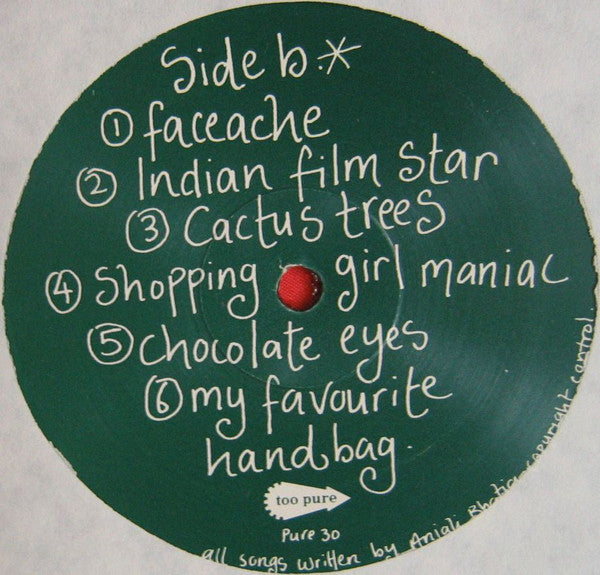 Side b.*
① faceache
② Indian film star
③ Cactus trees
④ Shopping girl maniac
⑤ chocolate eyes
⑥ my favourite
handbag.
too pure
Pure 30
all songs written by Anjali Bhatia copyright control.